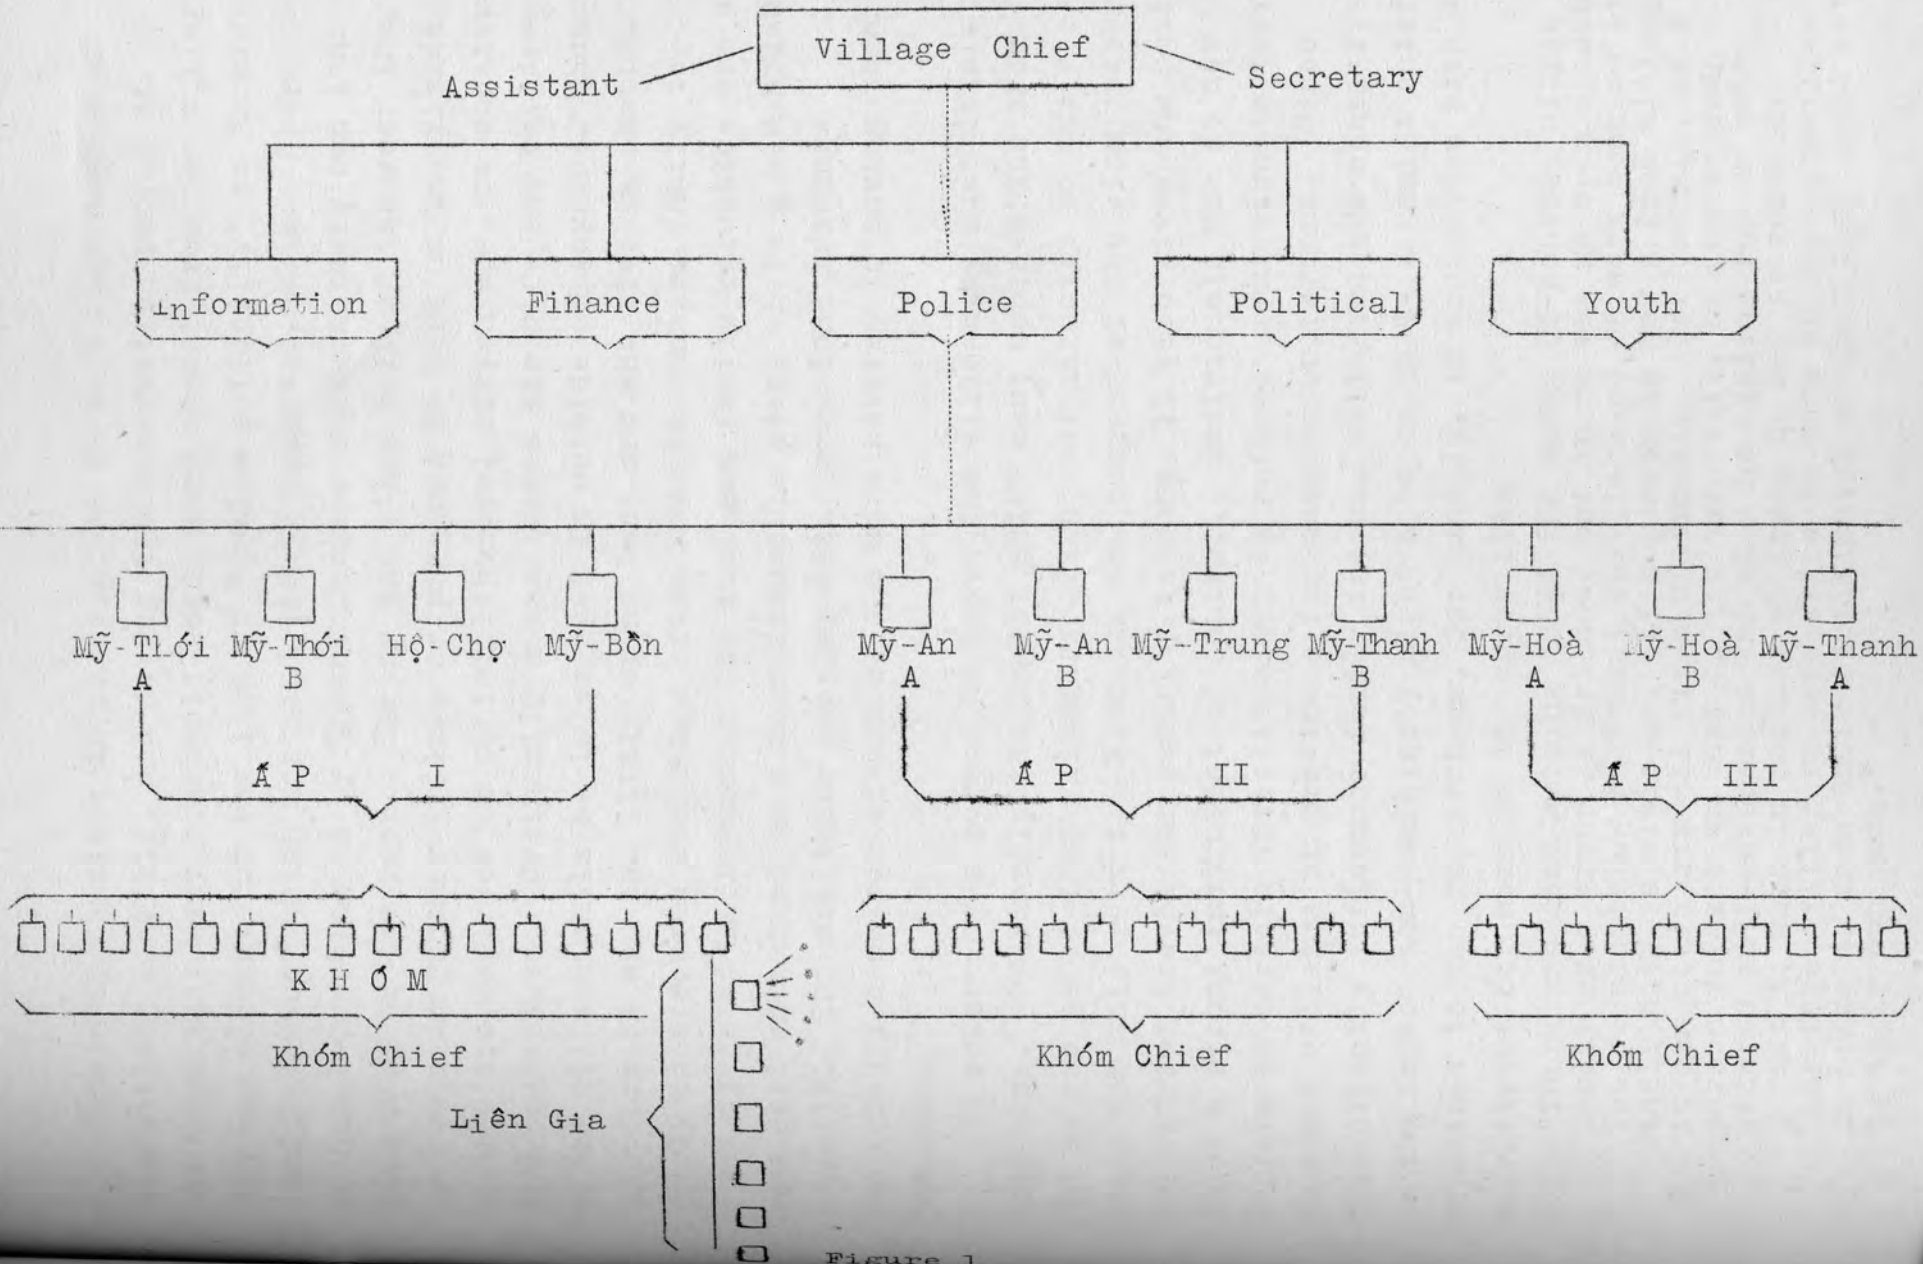 Village Chief
Assistant
Secretary
Information
Finance
Police
Political
Youth
Mỹ-Thới Mỹ-Thới Hộ-Chợ Mỹ-Bồn Mỹ-An Mỹ-An Mỹ-Trung Mỹ-Thanh Mỹ-Hoà Mỹ-Hoà Mỹ-Thanh
A B A B B A B A
ẤP I ẤP II ẤP III
KHÓM
Khóm Chief Khóm Chief Khóm Chief
Liên Gia
Figure 1